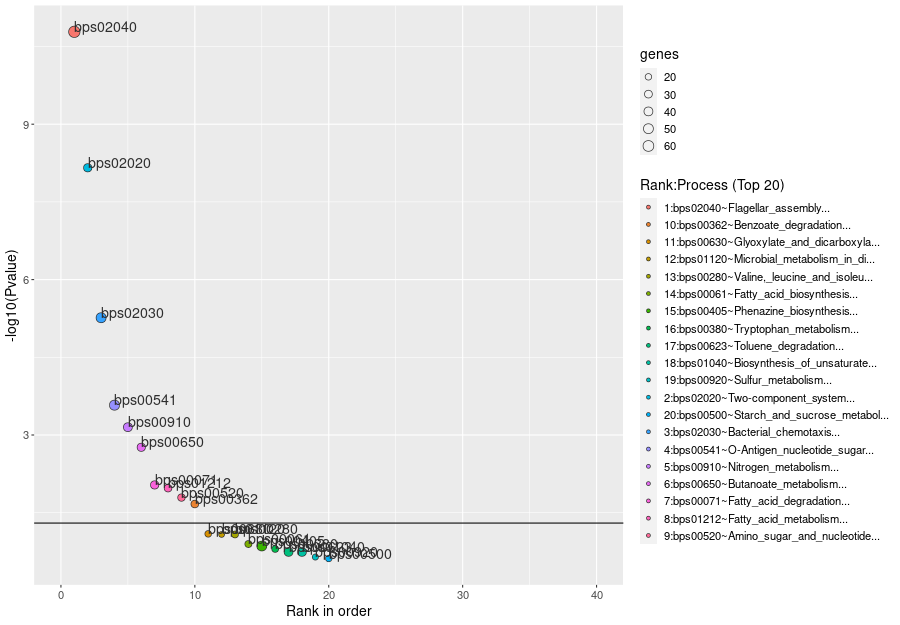 bps02040
bps02020
bps02030
bps00541
bps00910
bps00650
bps00071
bps01212
bps00520
bps00362
bps00500
9
6
3
0
10
20
30
40
-log10(Pvalue)
Rank in order
genes
20
30
40
50
60
Rank:Process (Top 20)
1:bps02040~Flagellar_assembly...
10:bps00362~Benzoate_degradation...
11:bps00630~Glyoxylate_and_dicarboxyla...
12:bps01120~Microbial_metabolism_in_di...
13:bps00280~Valine,_leucine_and_isoleu...
14:bps00061~Fatty_acid_biosynthesis...
15:bps00405~Phenazine_biosynthesis...
16:bps00380~Tryptophan_metabolism...
17:bps00623~Toluene_degradation...
18:bps01040~Biosynthesis_of_unsaturate...
19:bps00920~Sulfur_metabolism...
2:bps02020~Two-component_system...
20:bps00500~Starch_and_sucrose_metabol...
3:bps02030~Bacterial_chemotaxis...
4:bps00541~O-Antigen_nucleotide_sugar...
5:bps00910~Nitrogen_metabolism...
6:bps00650~Butanoate_metabolism...
7:bps00071~Fatty_acid_degradation...
8:bps01212~Fatty_acid_metabolism...
9:bps00520~Amino_sugar_and_nucleotide...